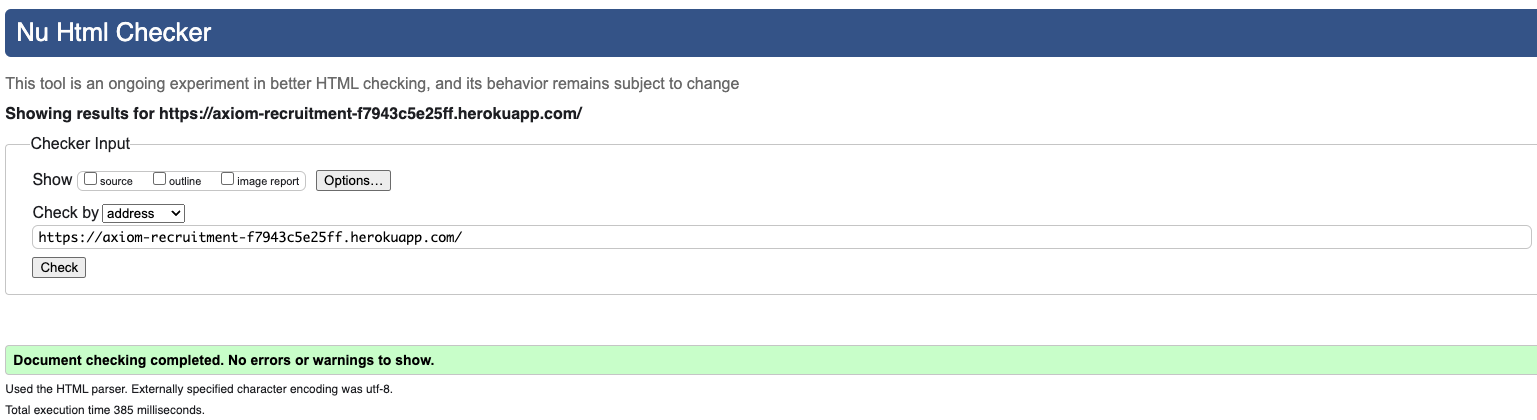 Nu Html Checker
This tool is an ongoing experiment in better HTML checking, and its behavior remains subject to change
Showing results for https://axiom-recruitment-f7943c5e25ff.herokuapp.com/
Checker Input
Show source outline image report Options...
Check by address
https://axiom-recruitment-f7943c5e25ff.herokuapp.com/
Check
Document checking completed. No errors or warnings to show.
Used the HTML parser. Externally specified character encoding was utf-8.
Total execution time 385 milliseconds.